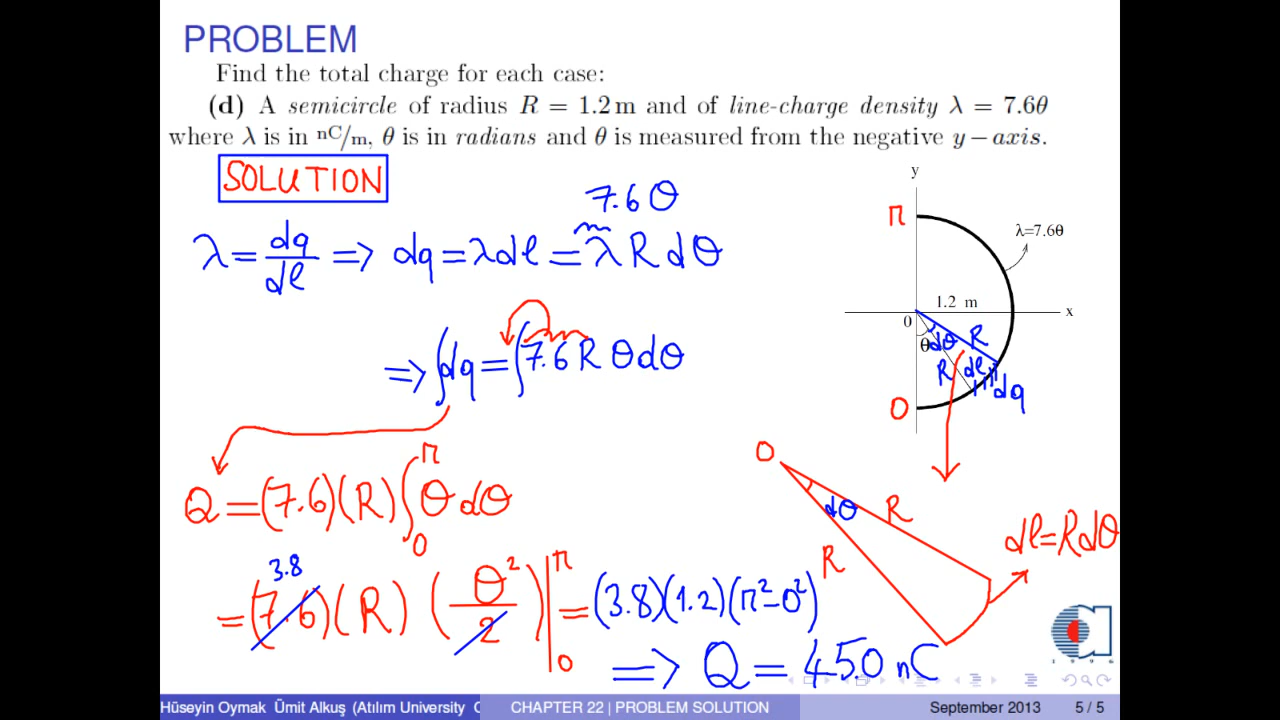 PROBLEM
Find the total charge for each case:
(d) A semicircle of radius R = 1.2 m and of line-charge density λ = 7.6θ
where λ is in nC/m, θ is in radians and θ is measured from the negative y−axis.
SOLUTION
7.6θ
λ = dq/dl ⇒ dq = λdl = λ R dθ
⇒ ∫dq = ∫7.6 R θdθ
Q = (7.6)(R) ∫₀^π θ dθ
3.8
= (7.6)(R) (θ²/2) |₀^π = (3.8)(1.2)(π²−0²)
⇒ Q = 45.0 nC
y
π
λ=7.6θ
1.2 m
x
0
θ
dθ
R
R
dl
dq
0
O
dθ
R
R
dl=Rdθ
1996
Hüseyin Oymak Ümit Alkuş (Atılım University
CHAPTER 22 | PROBLEM SOLUTION
September 2013
5 / 5